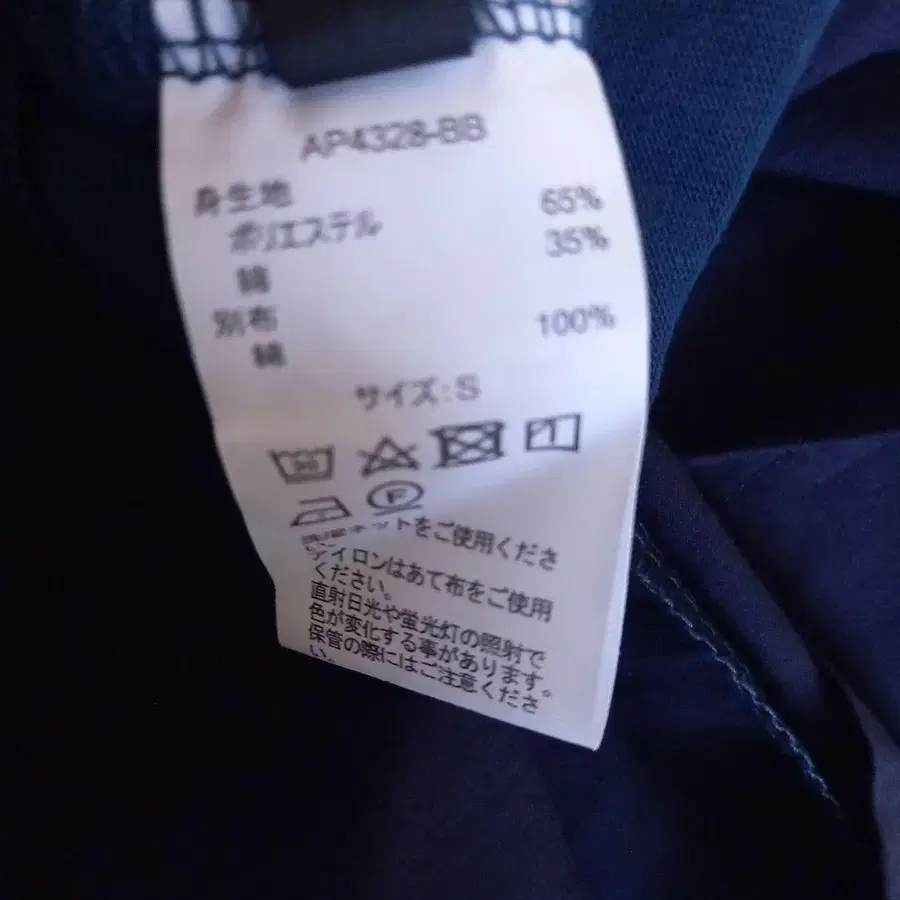 AP4328-BB
身生地
ポリエステル 65%
綿 35%
別布
綿 100%
サイズ:S
F
ネットをご使用くださ
アイロンはあて布をご使用
ください。
直射日光や蛍光灯の照射で
色が変化する事があります。
保管の際にはご注意くださ
い。